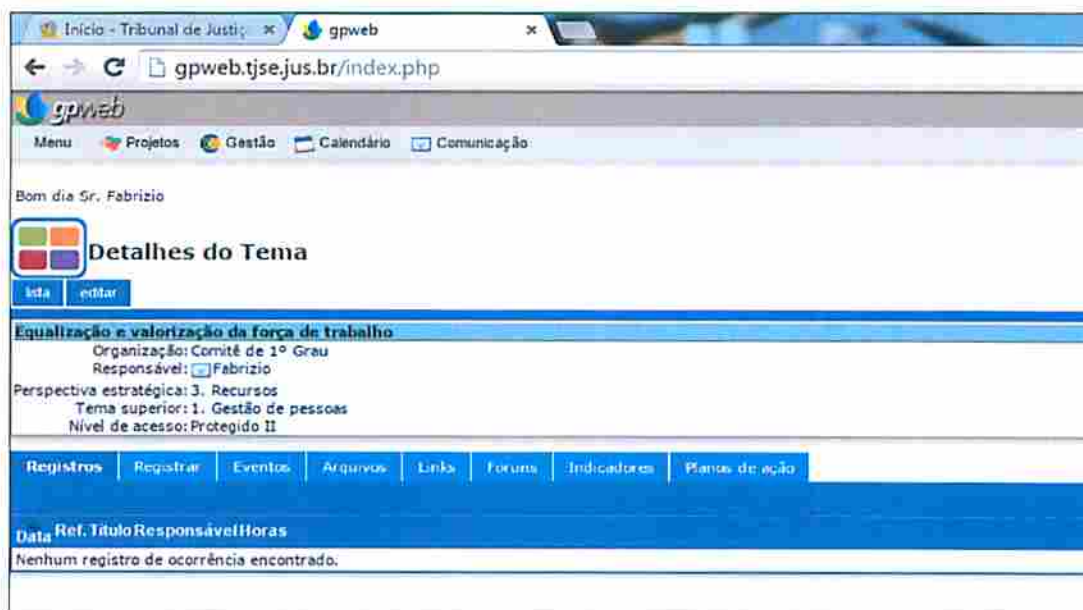 Início - Tribunal de Justiç
gpweb
gpweb.tjse.jus.br/index.php
gpweb
Menu Projetos Gestão Calendário Comunicação
Bom dia Sr. Fabrizio
Detalhes do Tema
lista editar
Equalização e valorização da força de trabalho
Organização: Comitê de 1º Grau
Responsável: Fabrizio
Perspectiva estratégica: 3. Recursos
Tema superior: 1. Gestão de pessoas
Nível de acesso: Protegido II
Registros Registrar Eventos Arquivos Links Foruns Indicadores Planos de ação
Data Ref. Título Responsável Horas
Nenhum registro de ocorrência encontrado.